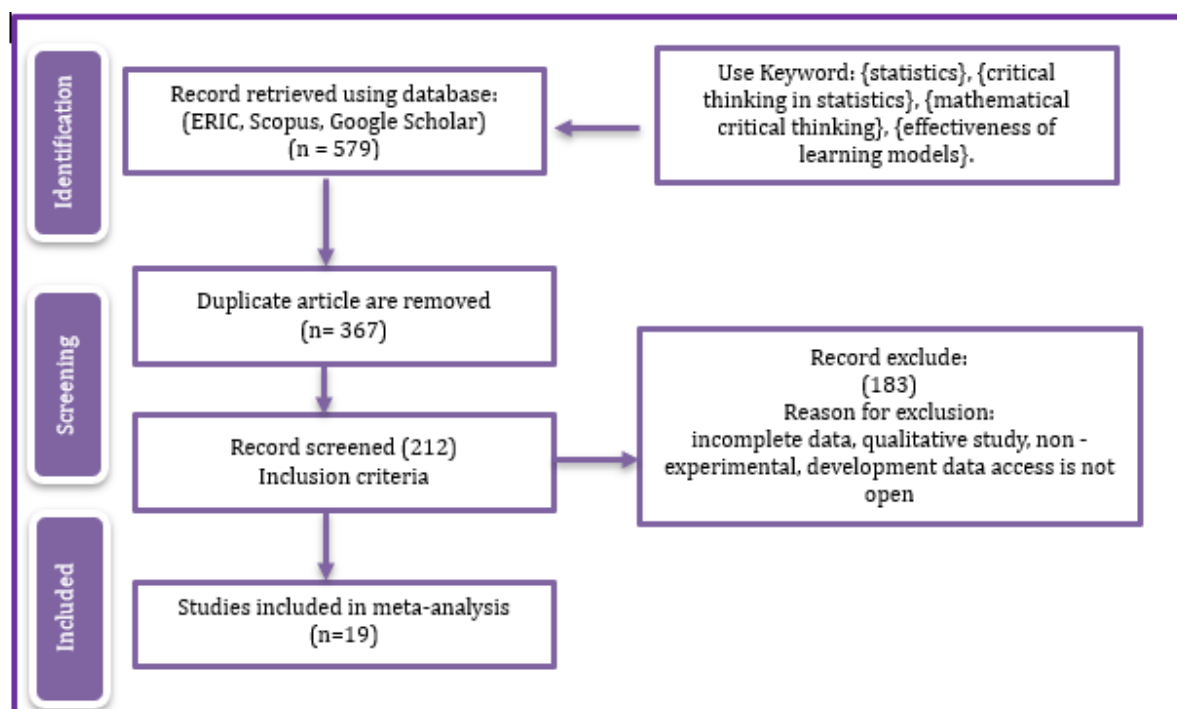 Identification
Record retrieved using database:
(ERIC, Scopus, Google Scholar)
(n = 579)
Use Keyword: {statistics}, {critical
thinking in statistics}, {mathematical
critical thinking}, {effectiveness of
learning models}.
Screening
Duplicate article are removed
(n= 367)
Record screened (212)
Inclusion criteria
Record exclude:
(183)
Reason for exclusion:
incomplete data, qualitative study, non -
experimental, development data access is not
open
Included
Studies included in meta-analysis
(n=19)